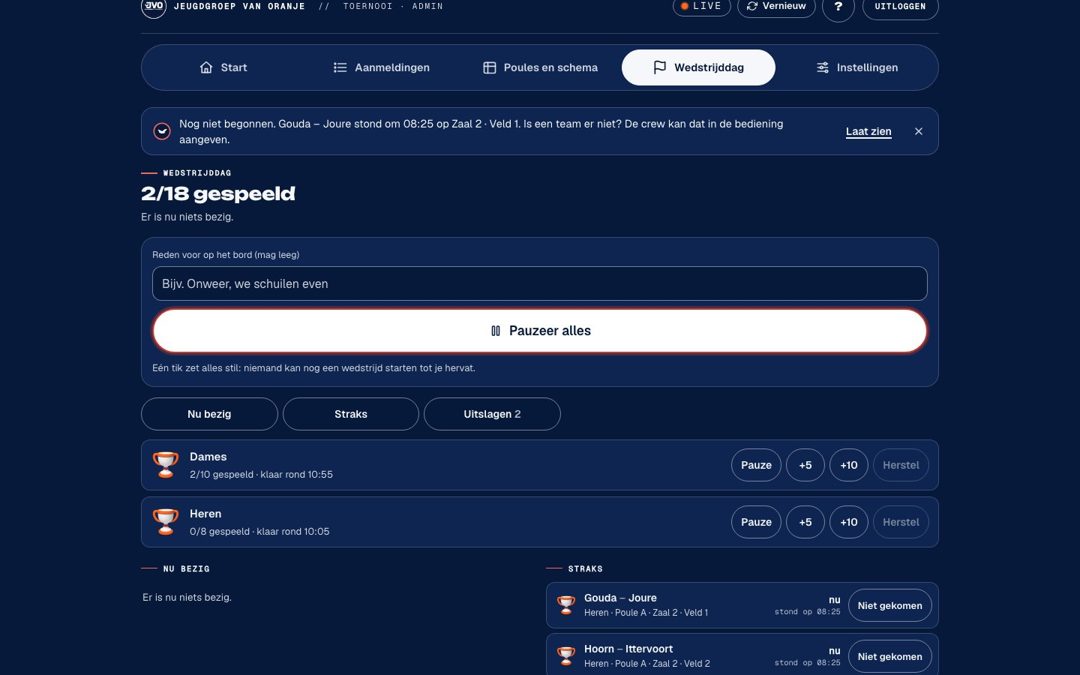 JVO JEUGDGROEP VAN ORANJE // TOERNOOI · ADMIN
LIVE
Vernieuw
?
UITLOGGEN
Start
Aanmeldingen
Poules en schema
Wedstrijddag
Instellingen
Nog niet begonnen. Gouda – Joure stond om 08:25 op Zaal 2 · Veld 1. Is een team er niet? De crew kan dat in de bediening
aangeven.
Laat zien
×
WEDSTRIJDDAG
2/18 gespeeld
Er is nu niets bezig.
Reden voor op het bord (mag leeg)
Bijv. Onweer, we schuilen even
Pauzeer alles
Eén tik zet alles stil: niemand kan nog een wedstrijd starten tot je hervat.
Nu bezig
Straks
Uitslagen 2
Dames
2/10 gespeeld · klaar rond 10:55
Pauze
+5
+10
Herstel
Heren
0/8 gespeeld · klaar rond 10:05
Pauze
+5
+10
Herstel
NU BEZIG
Er is nu niets bezig.
STRAKS
Gouda – Joure
Heren · Poule A · Zaal 2 · Veld 1
nu
stond op 08:25
Niet gekomen
Hoorn – Ittervoort
Heren · Poule A · Zaal 2 · Veld 2
nu
stond op 08:25
Niet gekomen